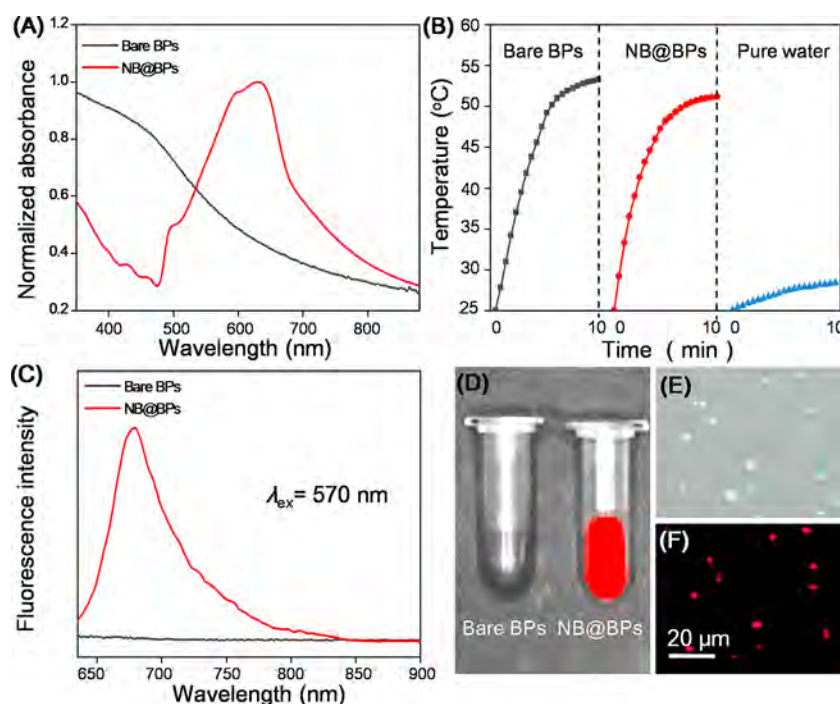 (A)
Bare BPs
NB@BPs
1.2
1.0
0.8
0.6
0.4
0.2
400 500 600 700 800
Wavelength (nm)
Normalized absorbance
(B)
Bare BPs NB@BPs Pure water
60
55
50
45
40
35
30
25
0 10 0 10 0 10
Time ( min )
Temperature (ºC)
(C)
Bare BPs
NB@BPs
λex = 570 nm
650 700 750 800 850 900
Wavelength (nm)
Fluorescence intensity
(D)
Bare BPs NB@BPs
(E)
(F)
20 µm